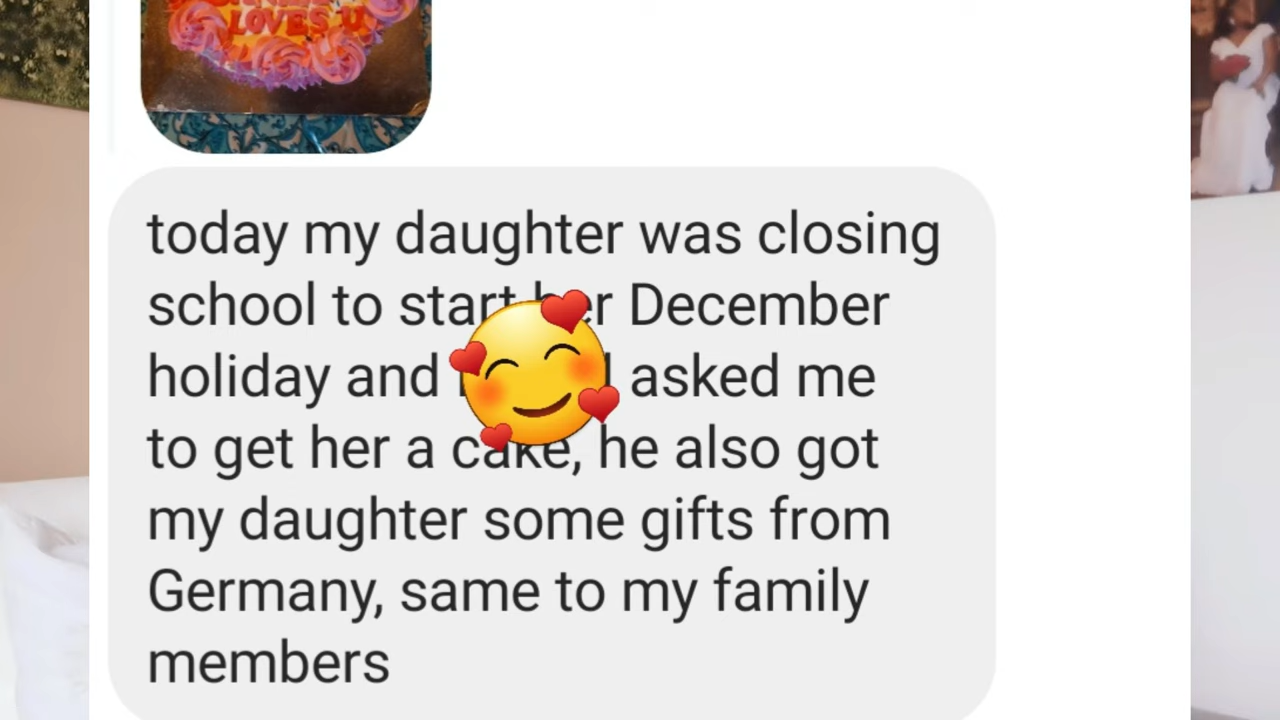 LOVES U
today my daughter was closing
school to start her December
holiday and asked me
to get her a cake, he also got
my daughter some gifts from
Germany, same to my family
members